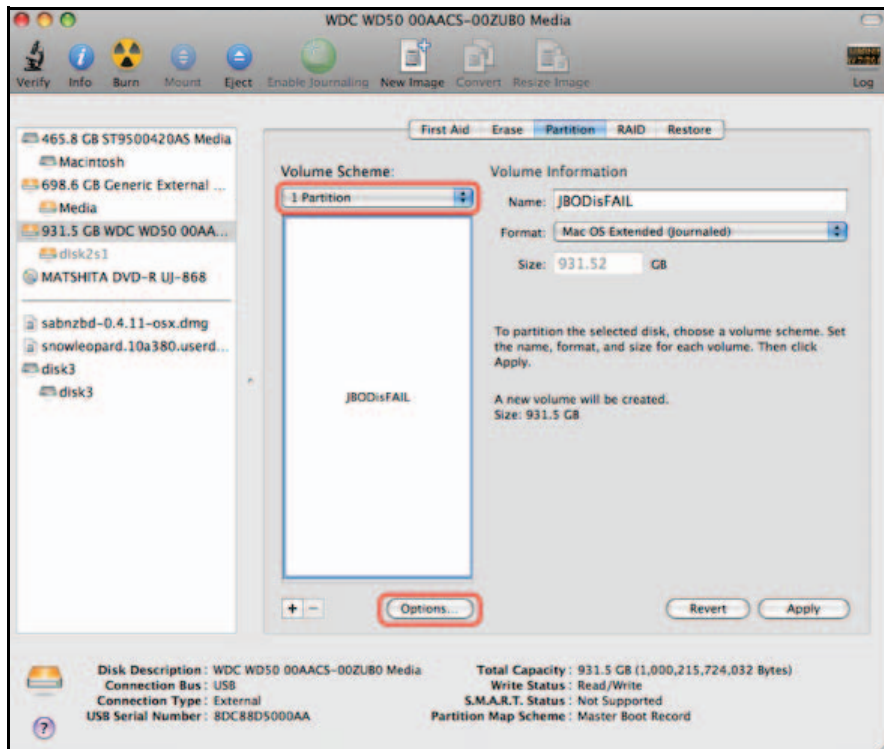 WDC WD50 00AACS-00ZUB0 Media
Verify Info Burn Mount Eject Enable Journaling New Image Convert Resize Image Log
First Aid Erase Partition RAID Restore
465.8 GB ST9500420AS Media
Macintosh
698.6 GB Generic External ...
Media
931.5 GB WDC WD50 00AA...
disk2s1
MATSHITA DVD-R UJ-868
sabnzbd-0.4.11-osx.dmg
snowleopard.10a380.userd...
disk3
disk3
Volume Scheme:
1 Partition
JBODisFAIL
+ −
Options...
Volume Information
Name: JBODisFAIL
Format: Mac OS Extended (Journaled)
Size: 931.52 GB
To partition the selected disk, choose a volume scheme. Set
the name, format, and size for each volume. Then click
Apply.
A new volume will be created.
Size: 931.5 GB
Revert Apply
Disk Description : WDC WD50 00AACS-00ZUB0 Media
Connection Bus : USB
Connection Type : External
USB Serial Number : 8DC88D5000AA
Total Capacity : 931.5 GB (1,000,215,724,032 Bytes)
Write Status : Read/Write
S.M.A.R.T. Status : Not Supported
Partition Map Scheme : Master Boot Record
?